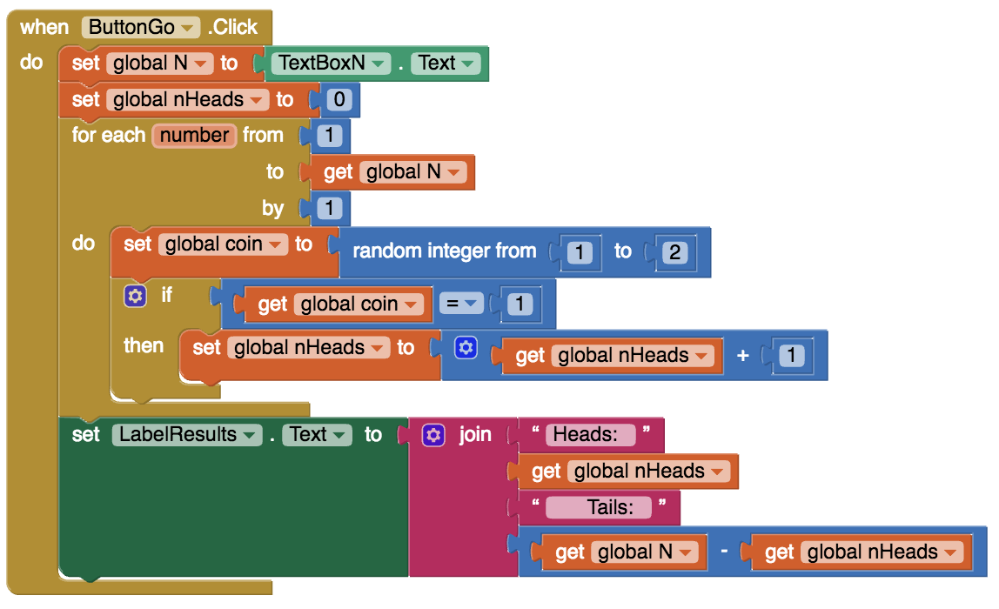 when ButtonGo .Click
do set global N to TextBoxN . Text
set global nHeads to 0
for each number from 1
to get global N
by 1
do set global coin to random integer from 1 to 2
if get global coin = 1
then set global nHeads to get global nHeads + 1
set LabelResults . Text to join “ Heads: ”
get global nHeads
“ Tails: ”
get global N - get global nHeads